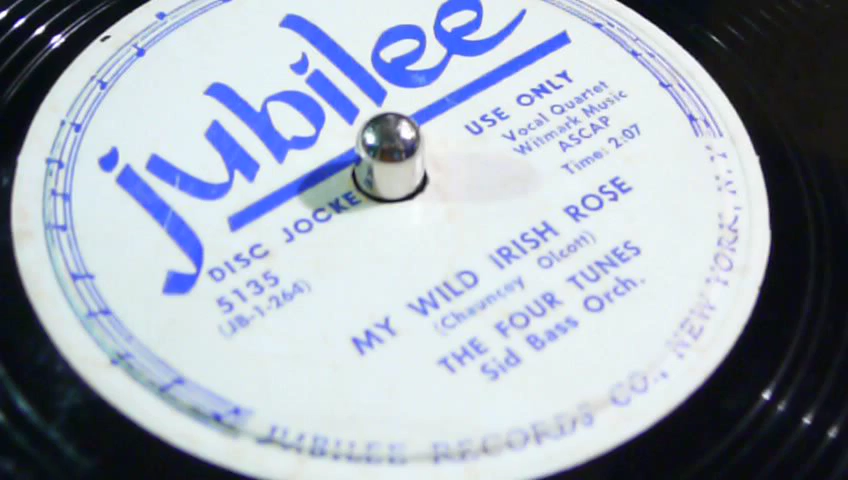 jubilee
DISC JOCKE USE ONLY
5135
(JB-1-264)
Vocal Quartet
Witmark Music
ASCAP
Time: 2:07
MY WILD IRISH ROSE
(Chauncey Olcott)
THE FOUR TUNES
Sid Bass Orch.
JUBILEE RECORDS CO., NEW YORK, N.Y.